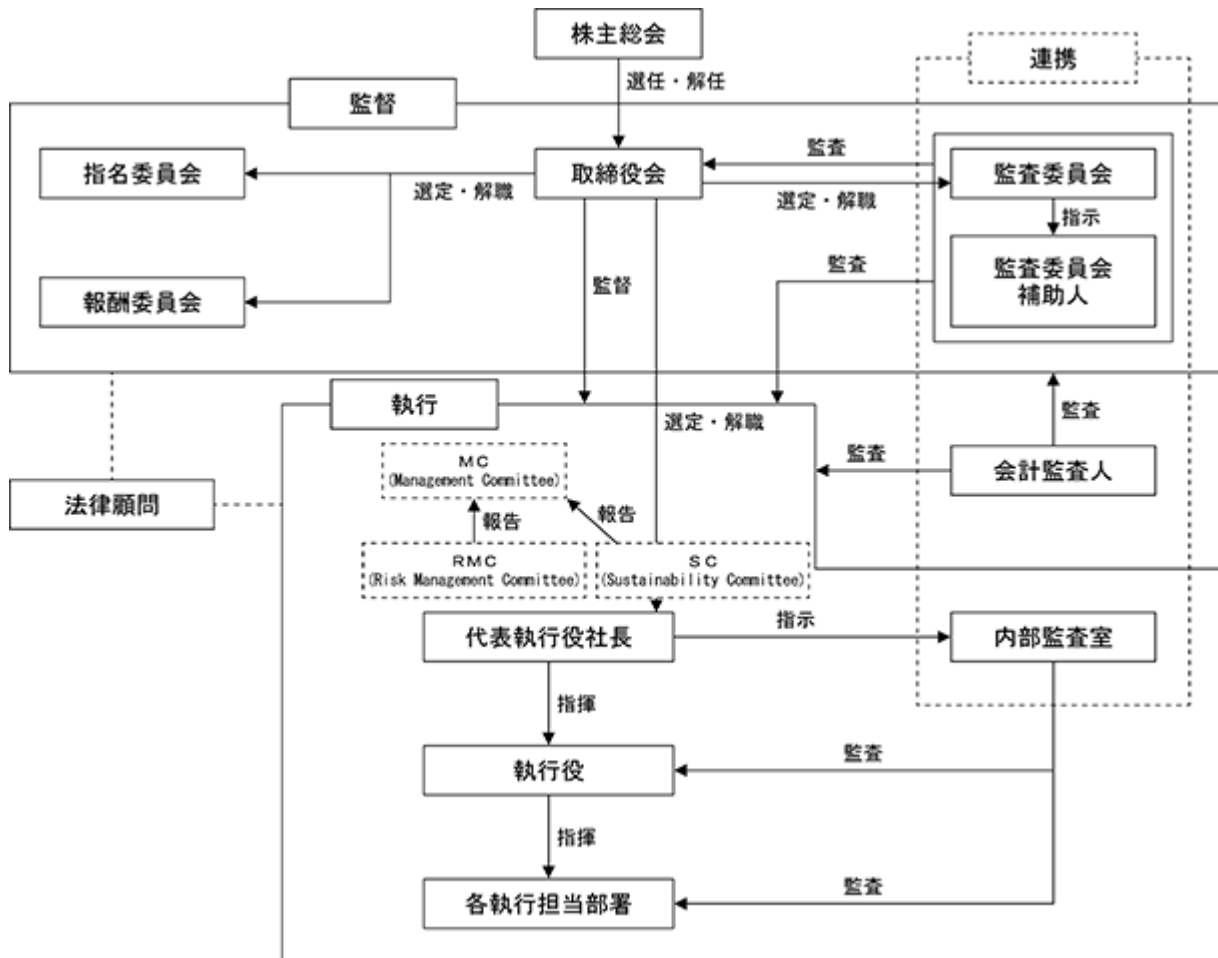 株主総会
連携
選任・解任
監督
指名委員会
選定・解職
取締役会
監査
選定・解職
監査委員会
指示
監査委員会
補助人
報酬委員会
監督
監査
執行
選定・解職
監査
監査
会計監査人
法律顧問
MC
(Management Committee)
報告
報告
RMC
(Risk Management Committee)
SC
(Sustainability Committee)
代表執行役社長
指示
内部監査室
指揮
執行役
監査
指揮
各執行担当部署
監査